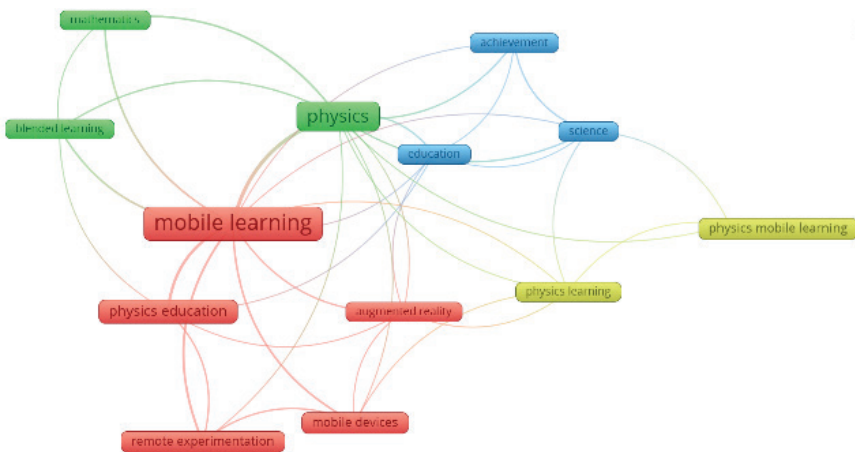 mathematics
achievement
physics
blended learning
science
education
mobile learning
physics mobile learning
physics learning
physics education
augmented reality
mobile devices
remote experimentation